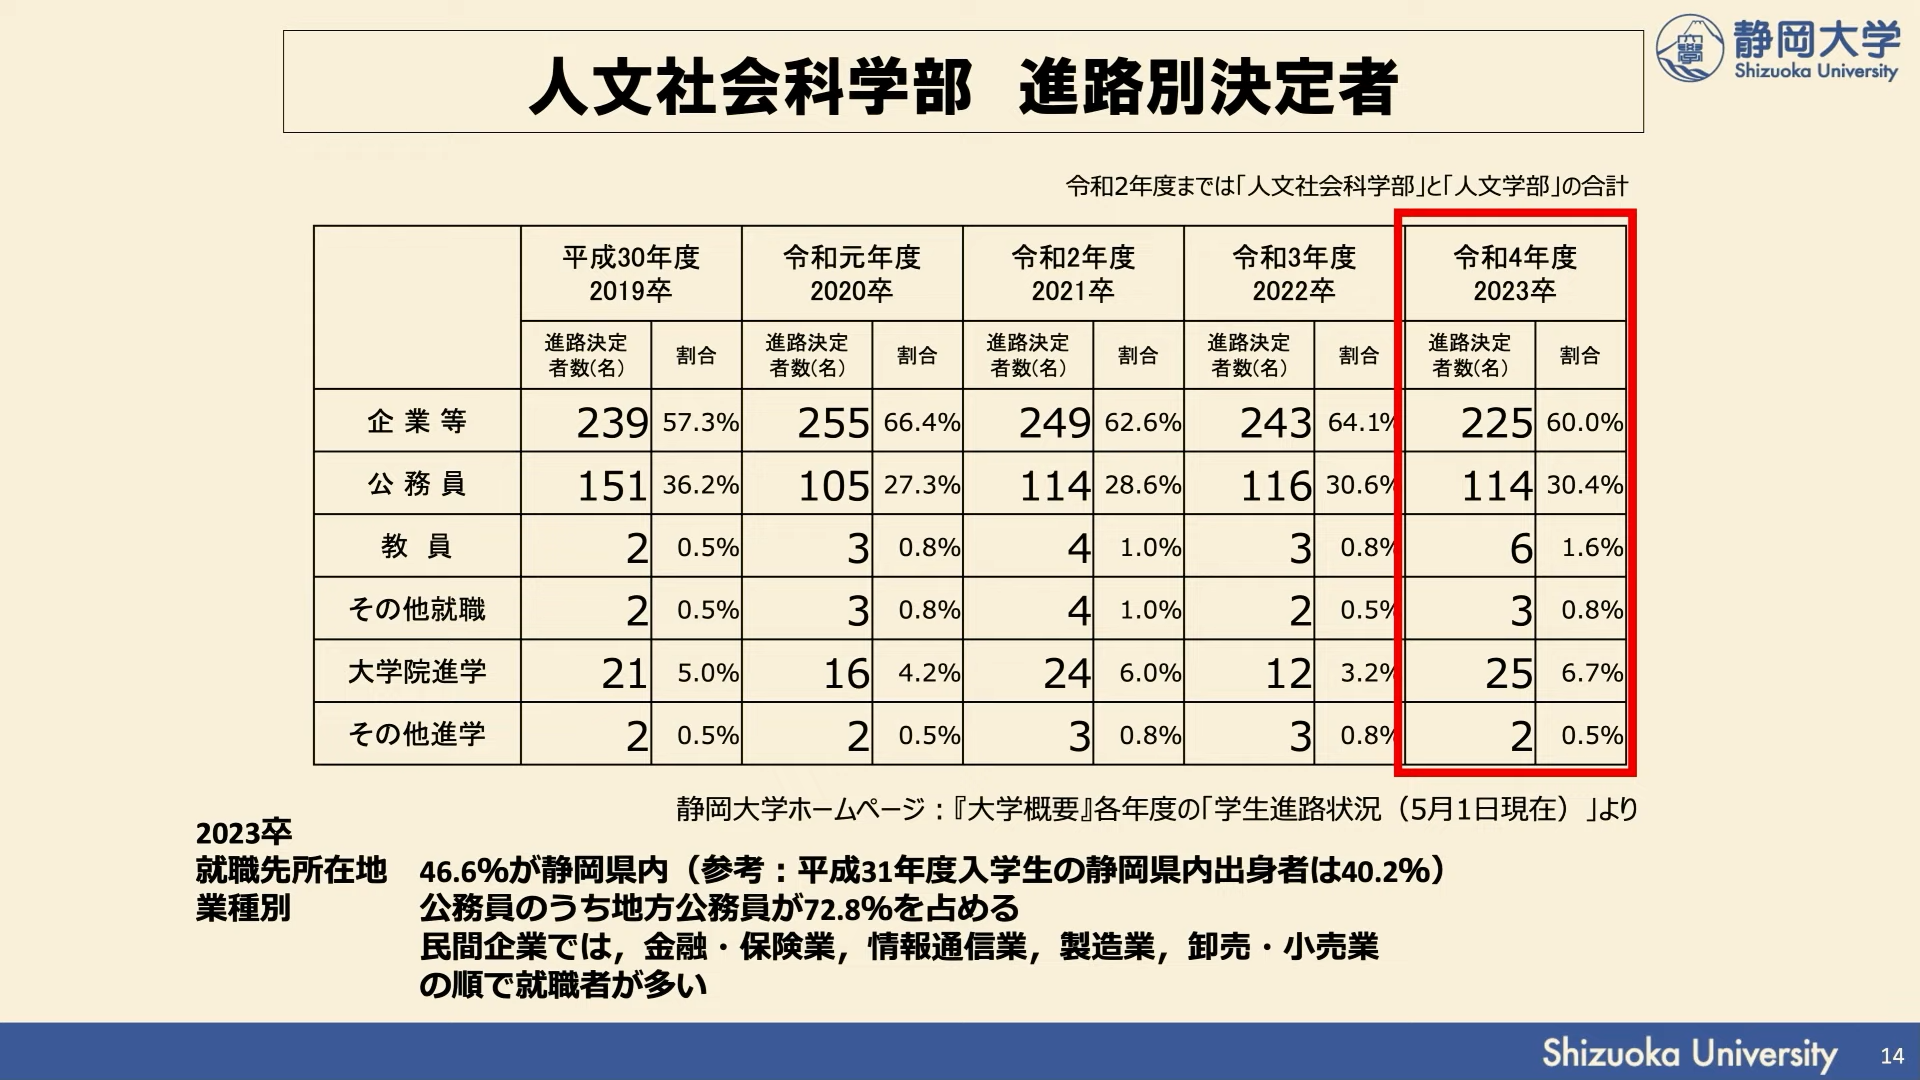 人文社会科学部　進路別決定者
静岡大学
Shizuoka University
令和2年度までは「人文社会科学部」と「人文学部」の合計
平成30年度 令和元年度 令和2年度 令和3年度 令和4年度
2019卒 2020卒 2021卒 2022卒 2023卒
進路決定 割合 進路決定 割合 進路決定 割合 進路決定 割合 進路決定 割合
者数(名) 者数(名) 者数(名) 者数(名) 者数(名)
企 業 等 239 57.3% 255 66.4% 249 62.6% 243 64.1% 225 60.0%
公 務 員 151 36.2% 105 27.3% 114 28.6% 116 30.6% 114 30.4%
教　員 2 0.5% 3 0.8% 4 1.0% 3 0.8% 6 1.6%
その他就職 2 0.5% 3 0.8% 4 1.0% 2 0.5% 3 0.8%
大学院進学 21 5.0% 16 4.2% 24 6.0% 12 3.2% 25 6.7%
その他進学 2 0.5% 2 0.5% 3 0.8% 3 0.8% 2 0.5%
静岡大学ホームページ：『大学概要』各年度の「学生進路状況（5月1日現在）」より
2023卒
就職先所在地　46.6%が静岡県内（参考：平成31年度入学生の静岡県内出身者は40.2%）
業種別　公務員のうち地方公務員が72.8%を占める
民間企業では，金融・保険業，情報通信業，製造業，卸売・小売業
の順で就職者が多い
Shizuoka University 14